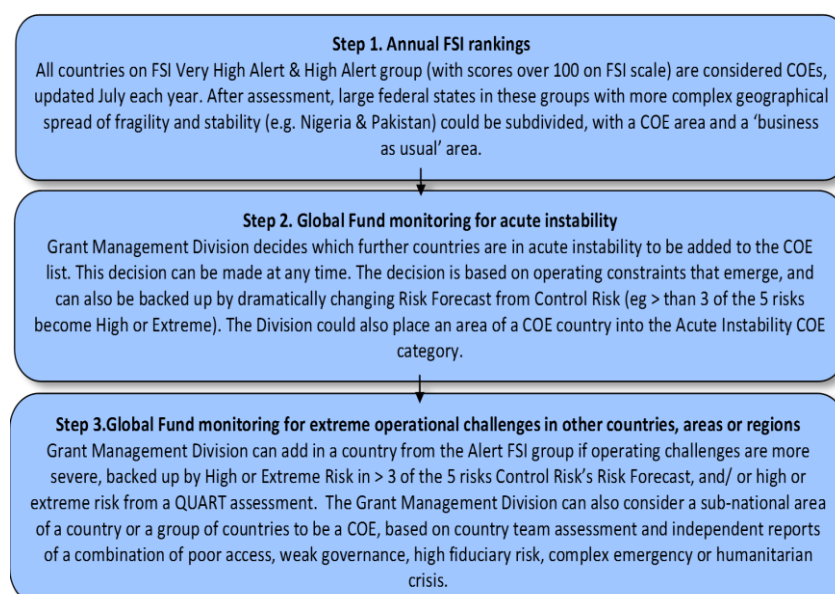 Step 1. Annual FSI rankings
All countries on FSI Very High Alert & High Alert group (with scores over 100 on FSI scale) are considered COEs,
updated July each year. After assessment, large federal states in these groups with more complex geographical
spread of fragility and stability (e.g. Nigeria & Pakistan) could be subdivided, with a COE area and a ‘business
as usual’ area.
Step 2. Global Fund monitoring for acute instability
Grant Management Division decides which further countries are in acute instability to be added to the COE
list. This decision can be made at any time. The decision is based on operating constraints that emerge, and
can also be backed up by dramatically changing Risk Forecast from Control Risk (eg > than 3 of the 5 risks
become High or Extreme). The Division could also place an area of a COE country into the Acute Instability COE
category.
Step 3.Global Fund monitoring for extreme operational challenges in other countries, areas or regions
Grant Management Division can add in a country from the Alert FSI group if operating challenges are more
severe, backed up by High or Extreme Risk in > 3 of the 5 risks Control Risk’s Risk Forecast, and/ or high or
extreme risk from a QUART assessment.  The Grant Management Division can also consider a sub-national area
of a country or a group of countries to be a COE, based on country team assessment and independent reports
of a combination of poor access, weak governance, high fiduciary risk, complex emergency or humanitarian
crisis.